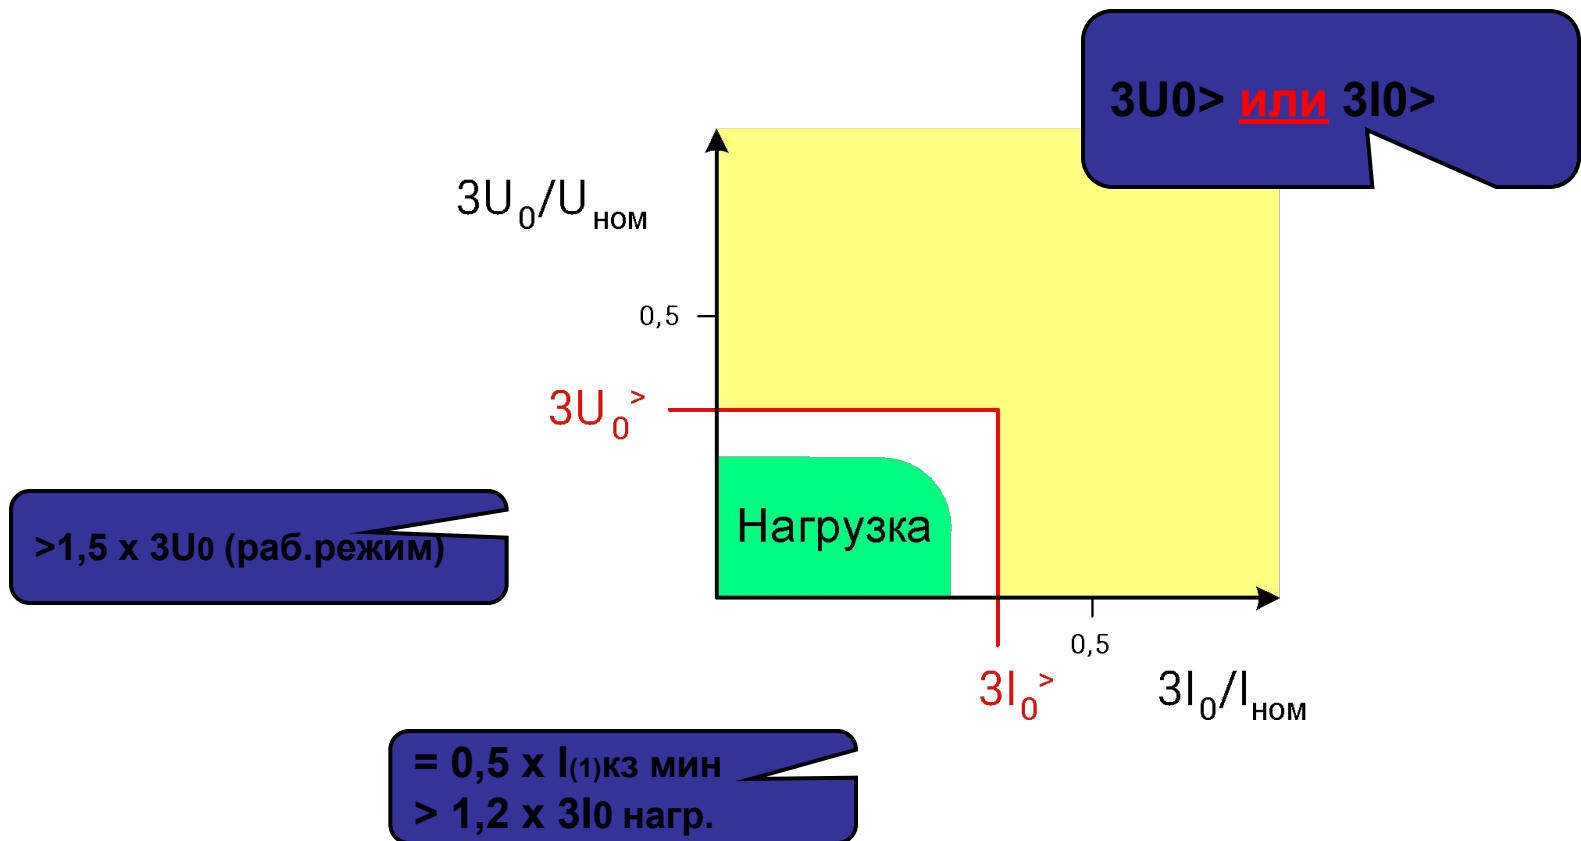 3U0> или 3I0>
3U₀/Uном
0,5
3U₀>
>1,5 x 3U0 (раб.режим)
Нагрузка
0,5
3I₀>
3I₀/Iном
= 0,5 x I(1)кз мин
> 1,2 x 3I0 нагр.